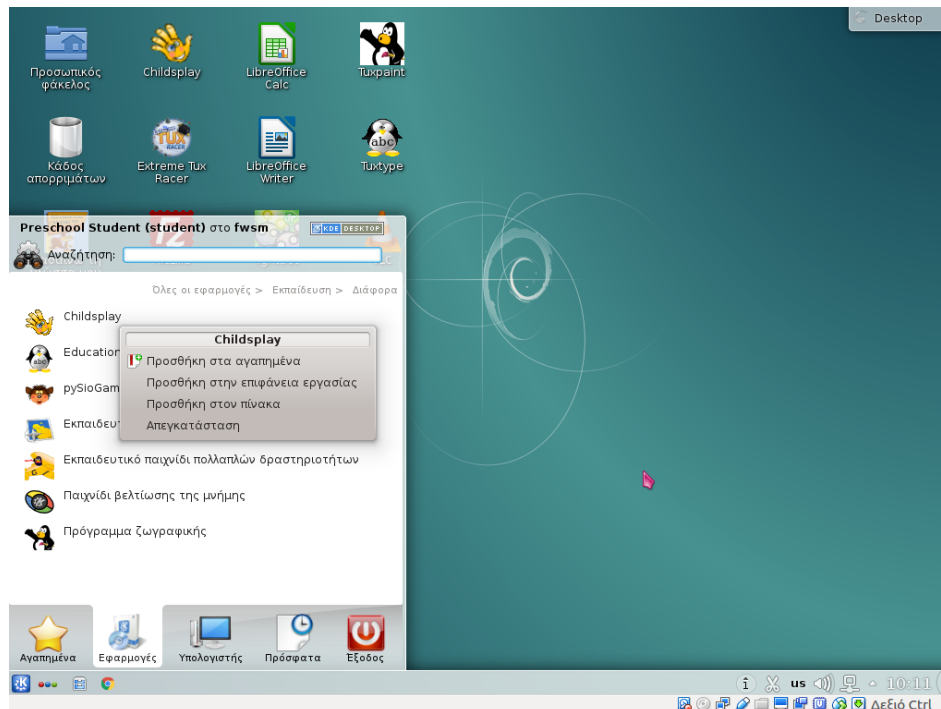 Desktop
Προσωπικός
φάκελος
Childsplay
LibreOffice
Calc
Tuxpaint
Κάδος
απορριμάτων
Extreme Tux
Racer
LibreOffice
Writer
Tuxtype
Preschool Student (student) στο fwsm
KDE DESKTOP
Αναζήτηση:
Όλες οι εφαρμογές > Εκπαίδευση > Διάφορα
Childsplay
Education
pySioGam
Εκπαιδευ
Childsplay
Προσθήκη στα αγαπημένα
Προσθήκη στην επιφάνεια εργασίας
Προσθήκη στον πίνακα
Απεγκατάσταση
Εκπαιδευτικό παιχνίδι πολλαπλών δραστηριοτήτων
Παιχνίδι βελτίωσης της μνήμης
Πρόγραμμα ζωγραφικής
Αγαπημένα
Εφαρμογές
Υπολογιστής
Πρόσφατα
Έξοδος
us
10:11
Δεξιό Ctrl